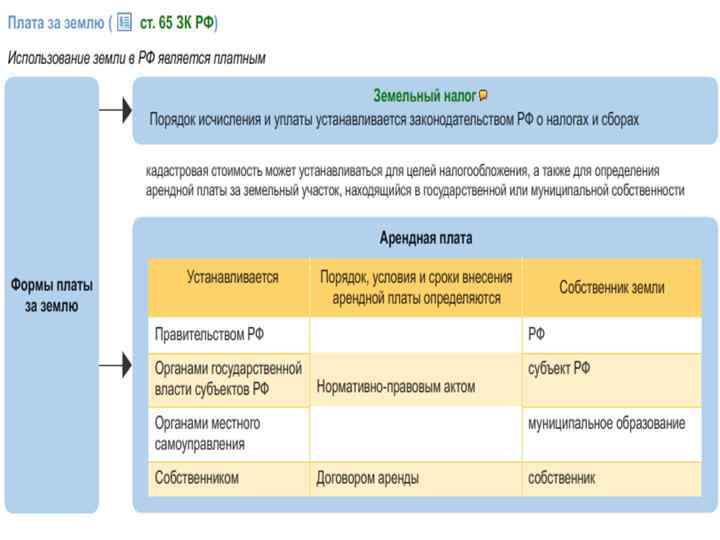 Плата за землю ( ст. 65 ЗК РФ)
Использование земли в РФ является платным
Формы платы
за землю
Земельный налог
Порядок исчисления и уплаты устанавливается законодательством РФ о налогах и сборах
кадастровая стоимость может устанавливаться для целей налогообложения, а также для определения
арендной платы за земельный участок, находящийся в государственной или муниципальной собственности
Арендная плата
Устанавливается
Порядок, условия и сроки внесения
арендной платы определяются
Собственник земли
Правительством РФ
РФ
Органами государственной
власти субъектов РФ
Нормативно-правовым актом
субъект РФ
Органами местного
самоуправления
муниципальное образование
Собственником
Договором аренды
собственник